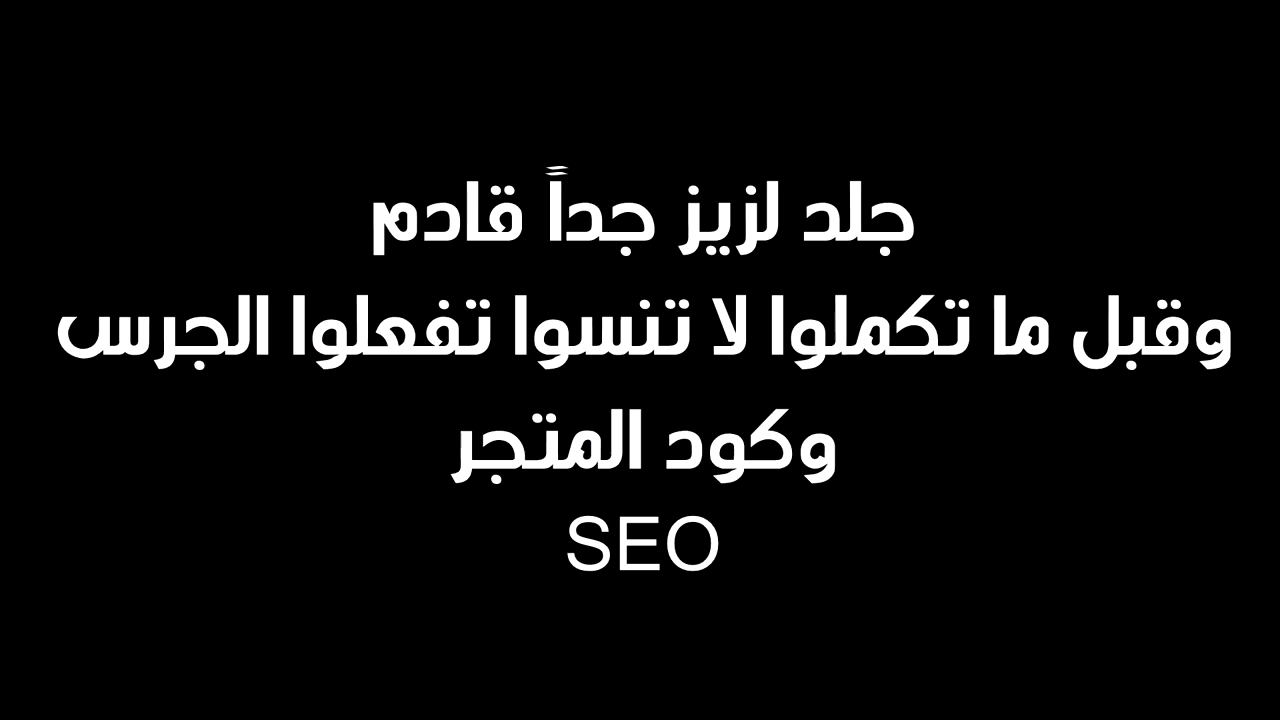 جلد لزيز جداً قادم
وقبل ما تكملوا لا تنسوا تفعلوا الجرس
وكود المتجر
SEO